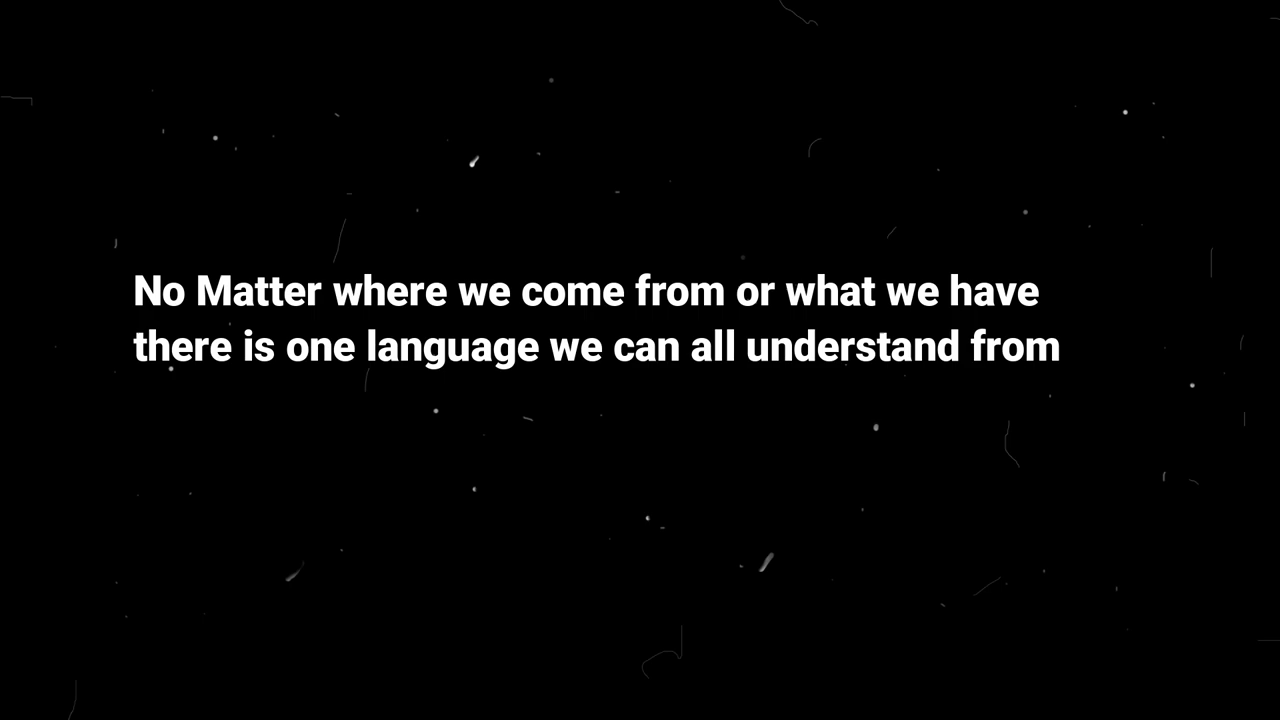 No Matter where we come from or what we have
there is one language we can all understand from